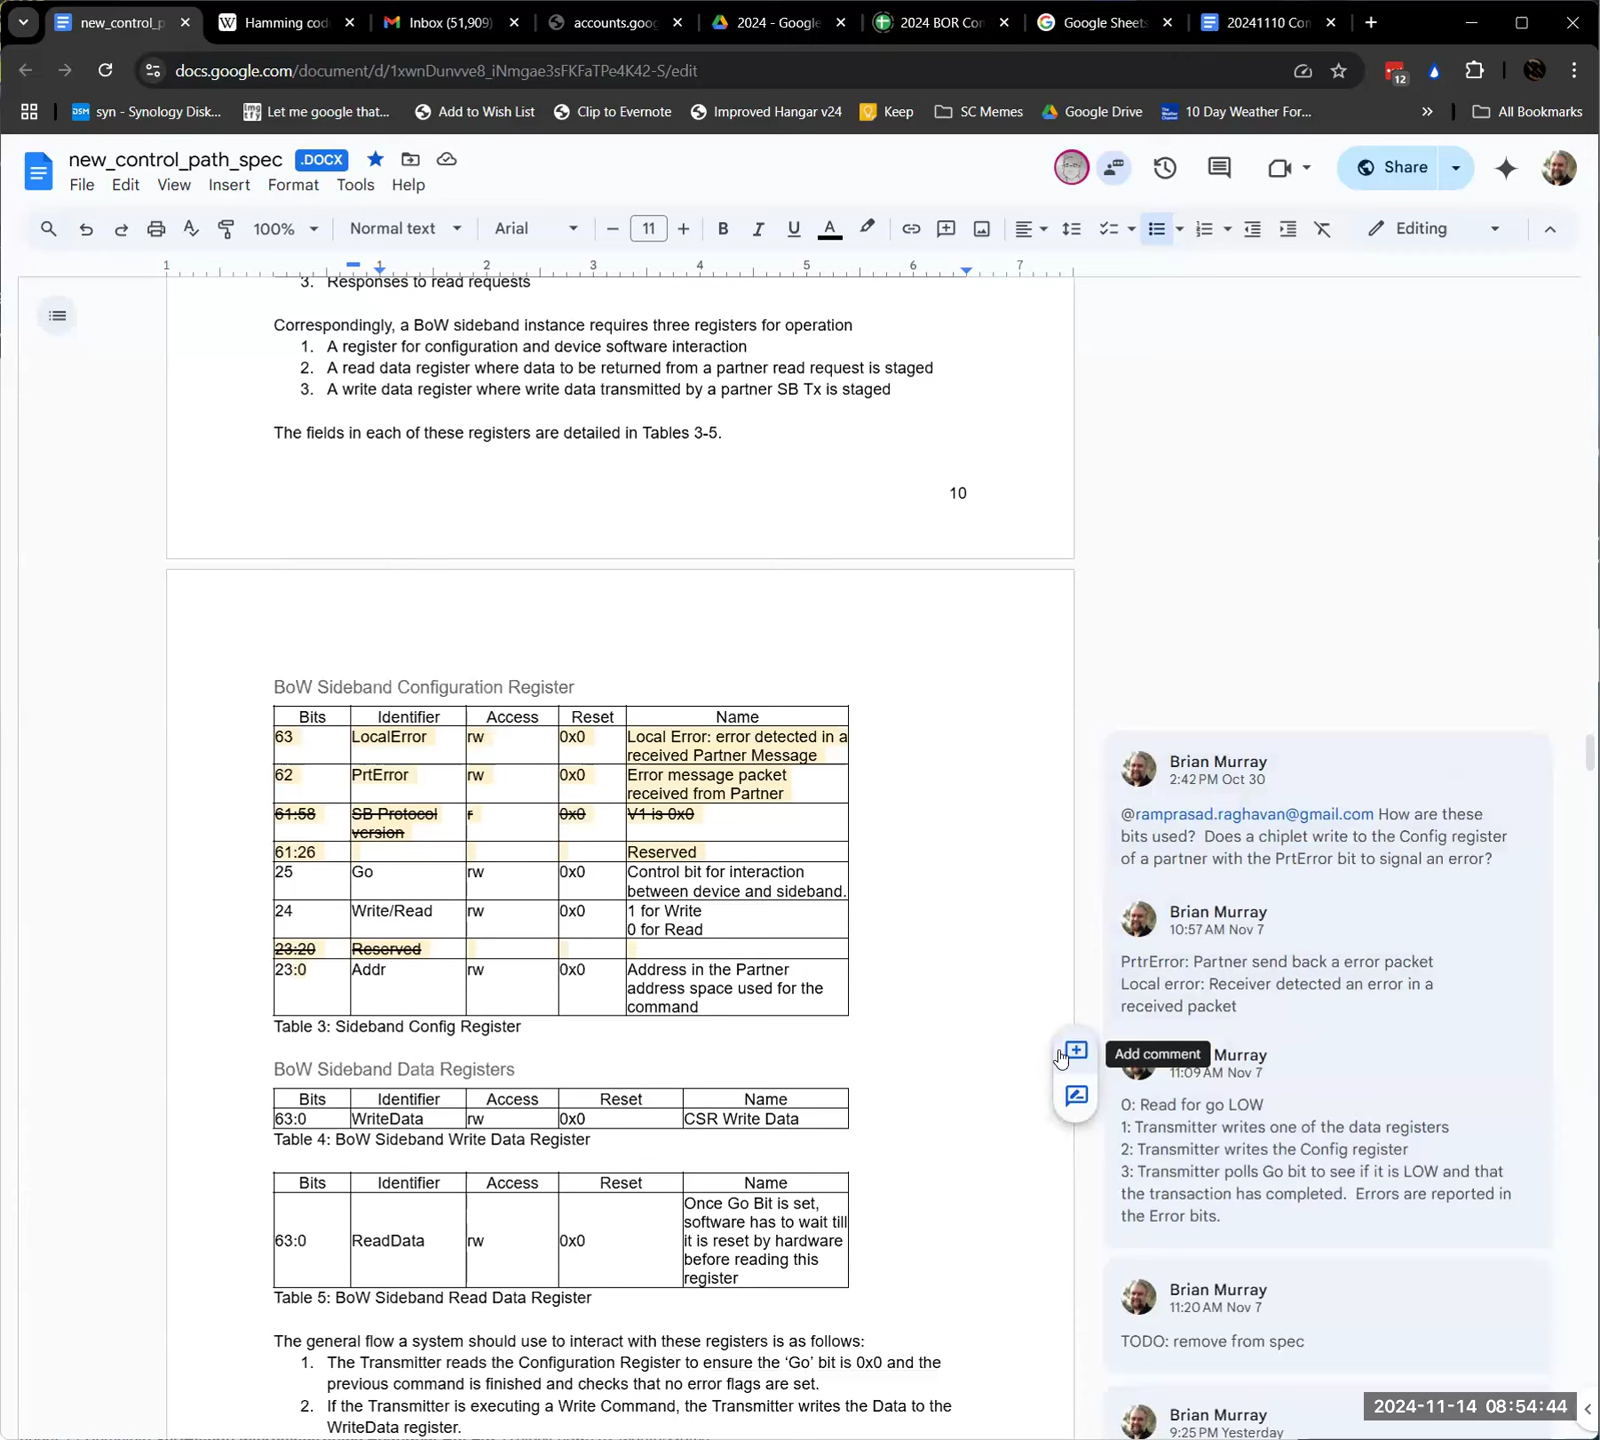 new_control_p
Hamming cod
Inbox (51,909)
accounts.goog
2024 - Google
2024 BOR Con
Google Sheets
20241110 Con
docs.google.com/document/d/1xwnDunvve8_iNmgae3sFKFaTPe4K42-S/edit
12
syn - Synology Disk...
Let me google that...
Add to Wish List
Clip to Evernote
Improved Hangar v24
Keep
SC Memes
Google Drive
10 Day Weather For...
All Bookmarks
new_control_path_spec .DOCX
File Edit View Insert Format Tools Help
Share
100% Normal text Arial 11 B I U A Editing
1 1 2 3 4 5 6 7
3. Responses to read requests
Correspondingly, a BoW sideband instance requires three registers for operation
1. A register for configuration and device software interaction
2. A read data register where data to be returned from a partner read request is staged
3. A write data register where write data transmitted by a partner SB Tx is staged
The fields in each of these registers are detailed in Tables 3-5.
10
BoW Sideband Configuration Register
Bits Identifier Access Reset Name
63 LocalError rw 0x0 Local Error: error detected in a
received Partner Message
62 PrtError rw 0x0 Error message packet
received from Partner
61:58 SB Protocol r 0x0 V1 is 0x0
version
61:26 Reserved
25 Go rw 0x0 Control bit for interaction
between device and sideband.
24 Write/Read rw 0x0 1 for Write
0 for Read
23:20 Reserved
23:0 Addr rw 0x0 Address in the Partner
address space used for the
command
Table 3: Sideband Config Register
BoW Sideband Data Registers
Bits Identifier Access Reset Name
63:0 WriteData rw 0x0 CSR Write Data
Table 4: BoW Sideband Write Data Register
Bits Identifier Access Reset Name
63:0 ReadData rw 0x0 Once Go Bit is set,
software has to wait till
it is reset by hardware
before reading this
register
Table 5: BoW Sideband Read Data Register
The general flow a system should use to interact with these registers is as follows:
1. The Transmitter reads the Configuration Register to ensure the ‘Go’ bit is 0x0 and the
previous command is finished and checks that no error flags are set.
2. If the Transmitter is executing a Write Command, the Transmitter writes the Data to the
WriteData register.
Brian Murray
2:42 PM Oct 30
@ramprasad.raghavan@gmail.com How are these
bits used? Does a chiplet write to the Config register
of a partner with the PrtError bit to signal an error?
Brian Murray
10:57 AM Nov 7
PrtrError: Partner send back a error packet
Local error: Receiver detected an error in a
received packet
Add comment
Murray
11:09 AM Nov 7
0: Read for go LOW
1: Transmitter writes one of the data registers
2: Transmitter writes the Config register
3: Transmitter polls Go bit to see if it is LOW and that
the transaction has completed. Errors are reported in
the Error bits.
Brian Murray
11:20 AM Nov 7
TODO: remove from spec
Brian Murray
9:25 PM Yesterday
2024-11-14 08:54:44